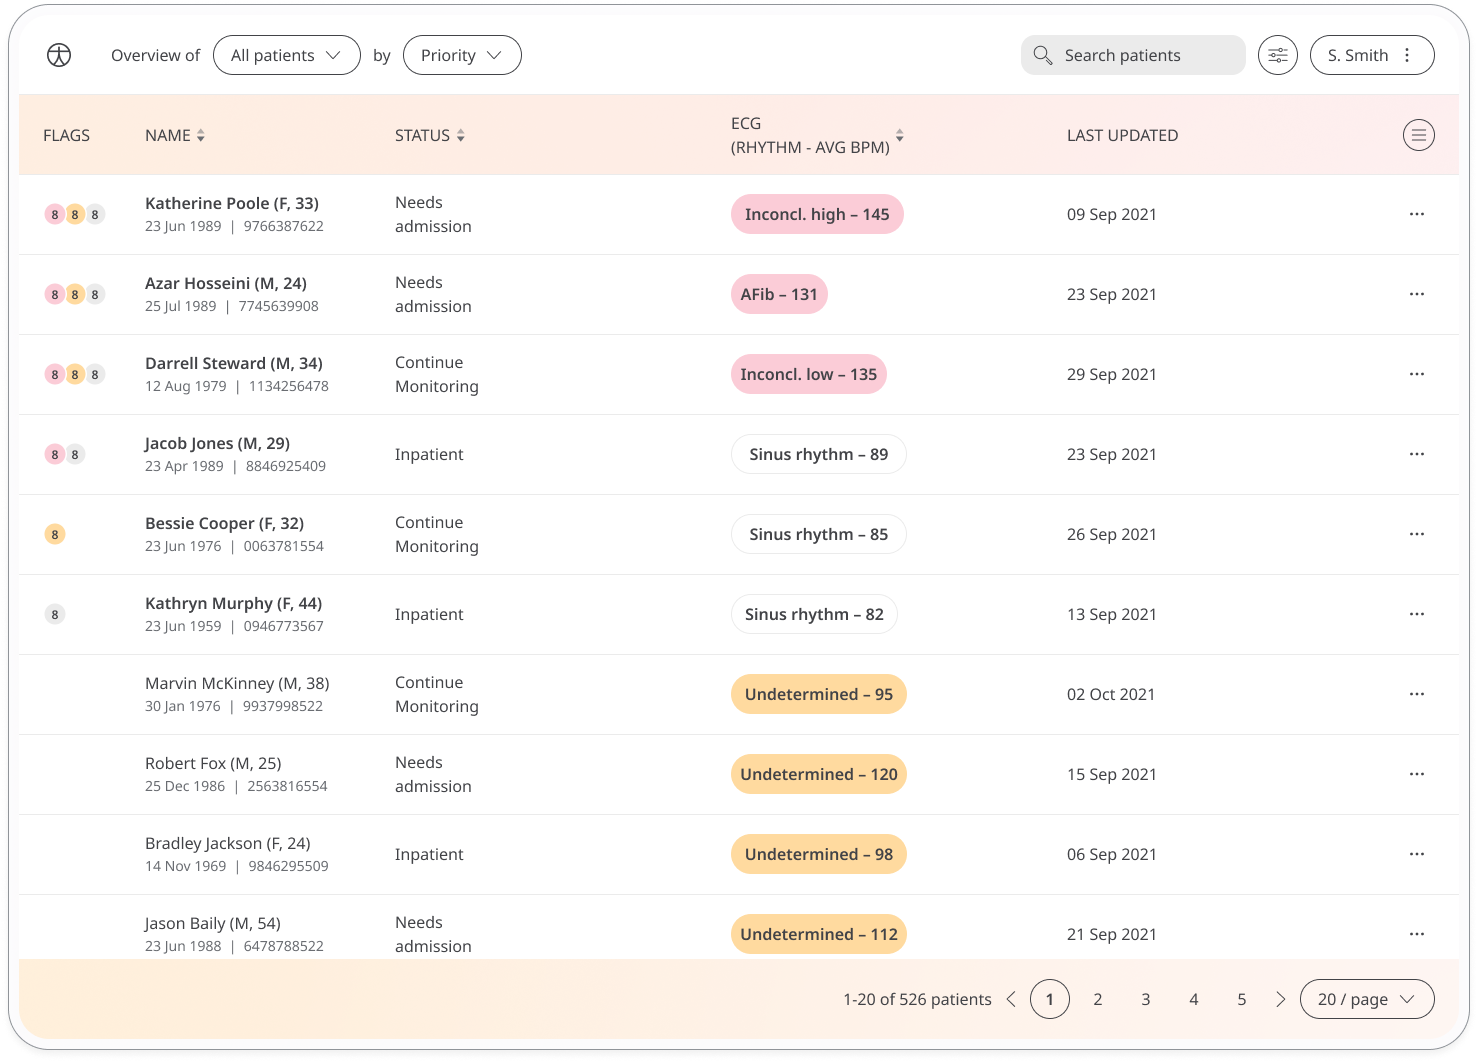 Overview of All patients by Priority Search patients S. Smith
FLAGS NAME STATUS ECG (RHYTHM - AVG BPM) LAST UPDATED
8 8 8 Katherine Poole (F, 33) Needs admission Inconcl. high – 145 09 Sep 2021
23 Jun 1989 | 9766387622
8 8 8 Azar Hosseini (M, 24) Needs admission AFib – 131 23 Sep 2021
25 Jul 1989 | 7745639908
8 8 8 Darrell Steward (M, 34) Continue Monitoring Inconcl. low – 135 29 Sep 2021
12 Aug 1979 | 1134256478
8 8 Jacob Jones (M, 29) Inpatient Sinus rhythm – 89 23 Sep 2021
23 Apr 1989 | 8846925409
8 Bessie Cooper (F, 32) Continue Monitoring Sinus rhythm – 85 26 Sep 2021
23 Jun 1976 | 0063781554
8 Kathryn Murphy (F, 44) Inpatient Sinus rhythm – 82 13 Sep 2021
23 Jun 1959 | 0946773567
Marvin McKinney (M, 38) Continue Monitoring Undetermined – 95 02 Oct 2021
30 Jan 1976 | 9937998522
Robert Fox (M, 25) Needs admission Undetermined – 120 15 Sep 2021
25 Dec 1986 | 2563816554
Bradley Jackson (F, 24) Inpatient Undetermined – 98 06 Sep 2021
14 Nov 1969 | 9846295509
Jason Baily (M, 54) Needs admission Undetermined – 112 21 Sep 2021
23 Jun 1988 | 6478788522
1-20 of 526 patients 1 2 3 4 5 20 / page